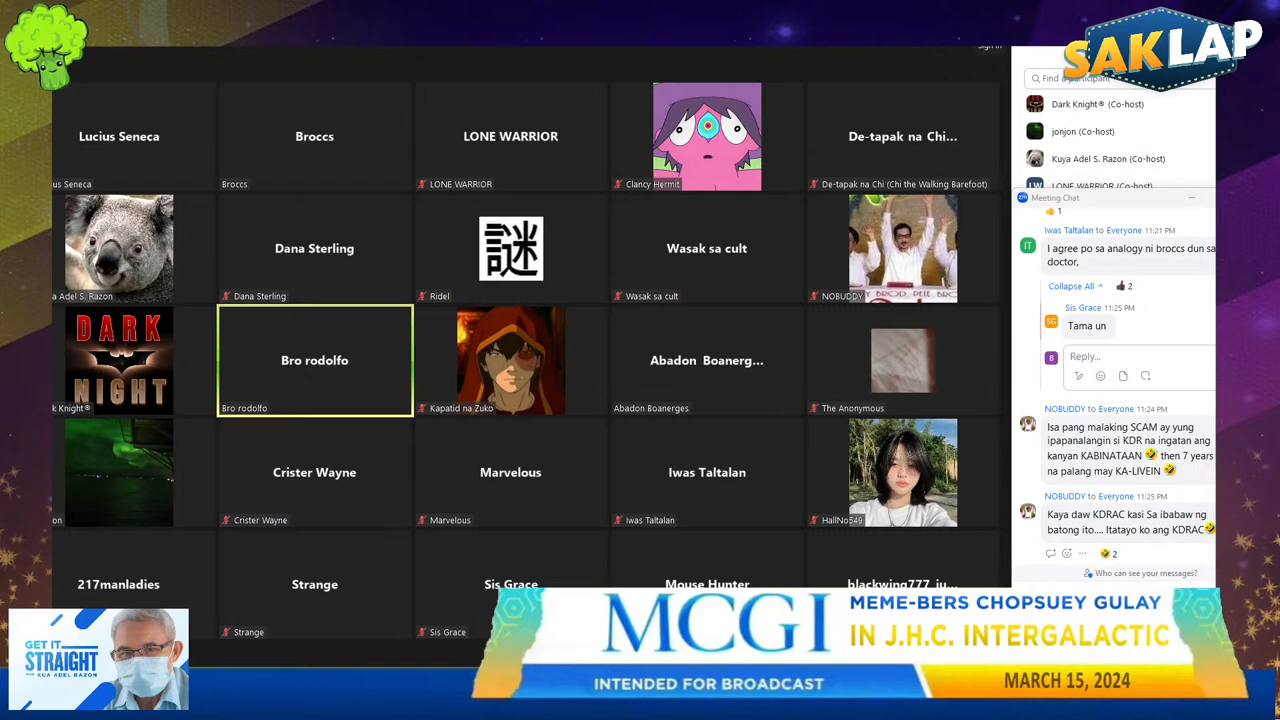 SAKLAP
Sign in
Find a participant
Dark Knight® (Co-host)
jonjon (Co-host)
Kuya Adel S. Razon (Co-host)
LONE WARRIOR (Co-host)
Lucius Seneca
us Seneca
Broccs
Broccs
LONE WARRIOR
LONE WARRIOR
Clancy Hermit
De-tapak na Chi...
De-tapak na Chi (Chi the Walking Barefoot)
a Adel S. Razon
Dana Sterling
Dana Sterling
謎
Ridel
Wasak sa cult
Wasak sa cult
NOBUDDY
DARK
NIGHT
k Knight®
Bro rodolfo
Bro rodolfo
Kapatid na Zuko
Abadon Boanerg...
Abadon Boanerges
The Anonymous
on
Crister Wayne
Crister Wayne
Marvelous
Marvelous
Iwas Taltalan
Iwas Taltalan
HallNo549
217manladies
Strange
Strange
Sis Grace
Sis Grace
Mouse Hunter
blackwing777_ju...
Meeting Chat
👍 1
Iwas Taltalan to Everyone 11:21 PM
IT
I agree po sa analogy ni broccs dun sa
doctor,
Collapse All
2
Sis Grace 11:25 PM
SG
Tama un
B
Reply...
NOBUDDY to Everyone 11:24 PM
Isa pang malaking SCAM ay yung
ipapanalangin si KDR na ingatan ang
kanyan KABINATAAN 🤣 then 7 years
na palang may KA-LIVEIN 🤣
NOBUDDY to Everyone 11:25 PM
Kaya daw KDRAC kasi Sa ibabaw ng
batong ito.... Itatayo ko ang KDRAC🤣
🤣 2
Who can see your messages?
GET IT
STRAIGHT
WITH KUYA ADEL RAZON
MCGI
MEME-BERS CHOPSUEY GULAY
IN J.H.C. INTERGALACTIC
INTENDED FOR BROADCAST
MARCH 15, 2024